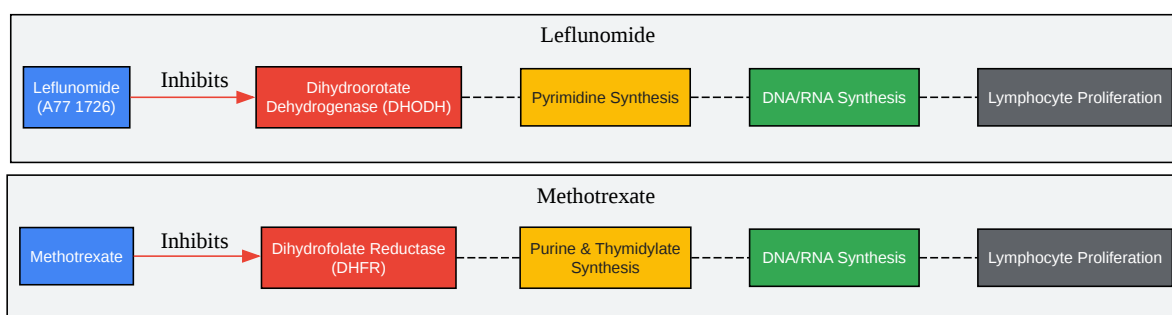 Leflunomide
Leflunomide
(A77 1726)
Inhibits
Dihydroorotate
Dehydrogenase (DHODH)
Pyrimidine Synthesis
DNA/RNA Synthesis
Lymphocyte Proliferation
Methotrexate
Methotrexate
Inhibits
Dihydrofolate Reductase
(DHFR)
Purine & Thymidylate
Synthesis
DNA/RNA Synthesis
Lymphocyte Proliferation